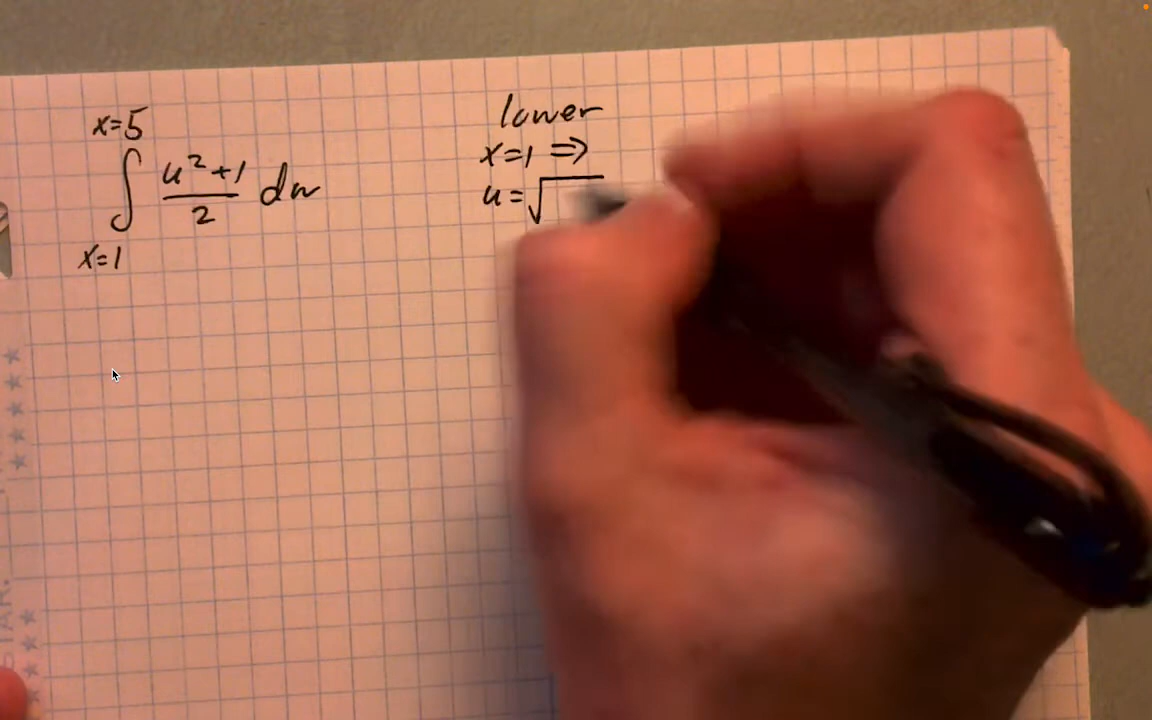 x=5
∫ (u²+1)/2 du
x=1
lower
x=1 ⇒
u=√